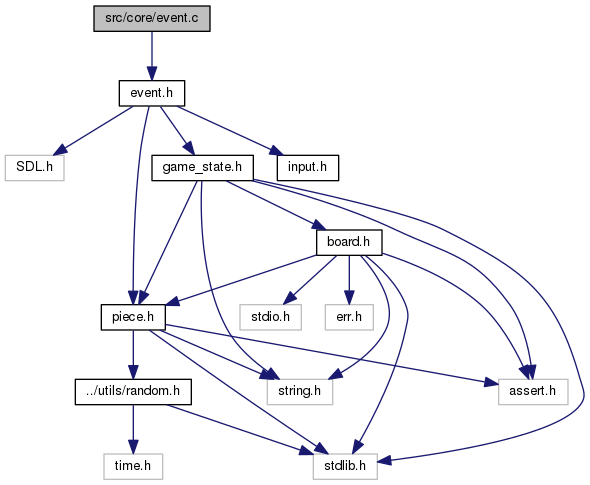 src/core/event.c
event.h
SDL.h
game_state.h
input.h
board.h
piece.h
stdio.h
err.h
../utils/random.h
string.h
assert.h
time.h
stdlib.h